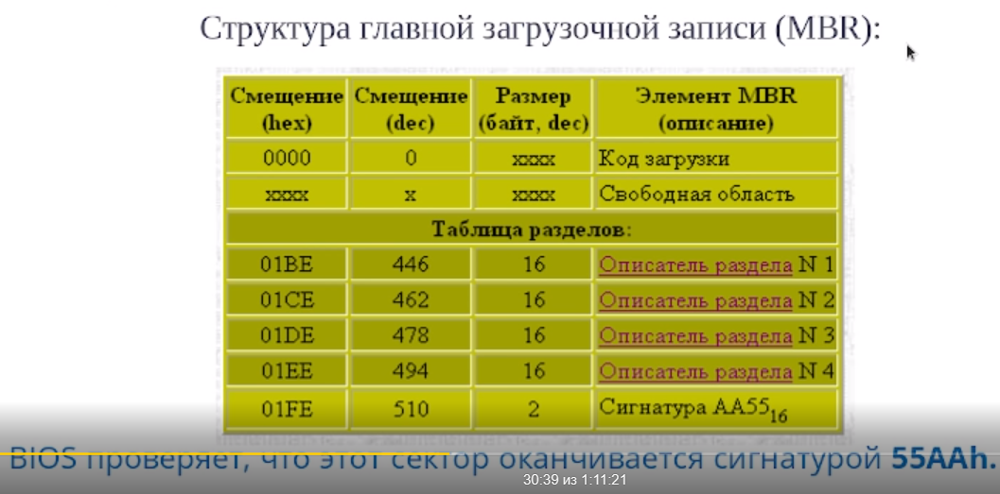 Структура главной загрузочной записи (MBR):
Смещение (hex) Смещение (dec) Размер (байт, dec) Элемент MBR (описание)
0000 0 xxxx Код загрузки
xxxx x xxxx Свободная область
Таблица разделов:
01BE 446 16 Описатель раздела N 1
01CE 462 16 Описатель раздела N 2
01DE 478 16 Описатель раздела N 3
01EE 494 16 Описатель раздела N 4
01FE 510 2 Сигнатура AA55₁₆
BIOS проверяет, что этот сектор оканчивается сигнатурой 55AAh.
30:39 из 1:11:21